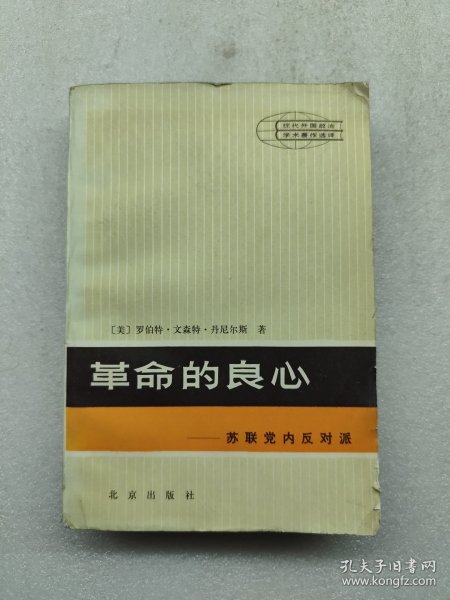 现代外国政治
学术著作选译
〔美〕罗伯特·文森特·丹尼尔斯 著
革命的良心
——苏联党内反对派
北京出版社
孔夫子旧书网
www.kongfz.com